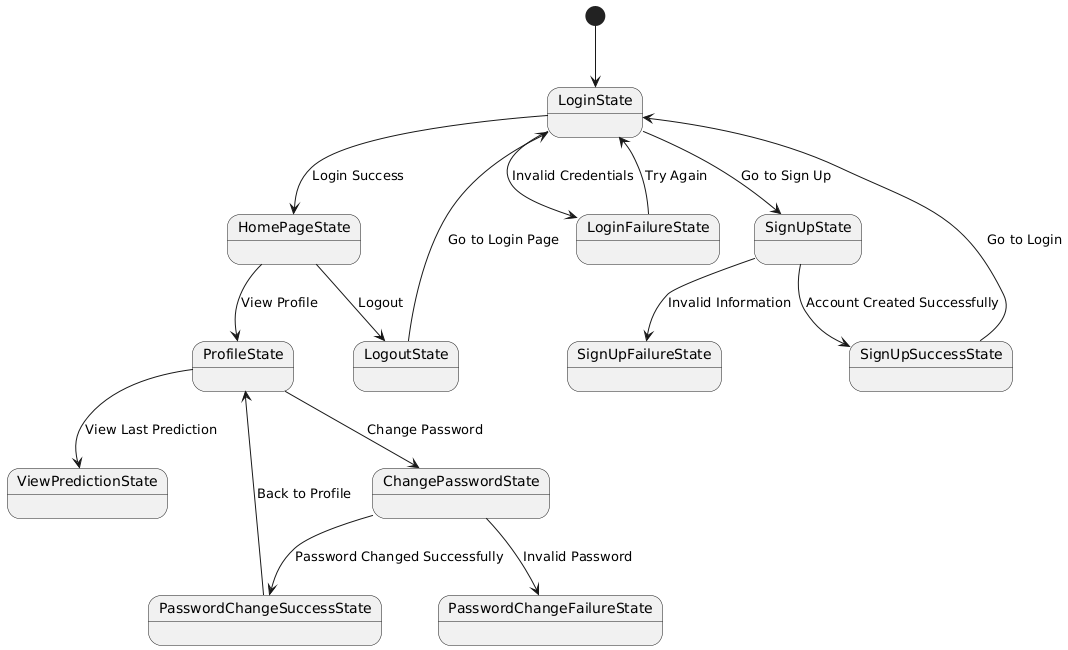 LoginState
Login Success
Invalid Credentials
Try Again
Go to Sign Up
HomePageState
LoginFailureState
SignUpState
Go to Login Page
Go to Login
View Profile
Logout
Invalid Information
Account Created Successfully
ProfileState
LogoutState
SignUpFailureState
SignUpSuccessState
View Last Prediction
Change Password
ViewPredictionState
ChangePasswordState
Back to Profile
Password Changed Successfully
Invalid Password
PasswordChangeSuccessState
PasswordChangeFailureState